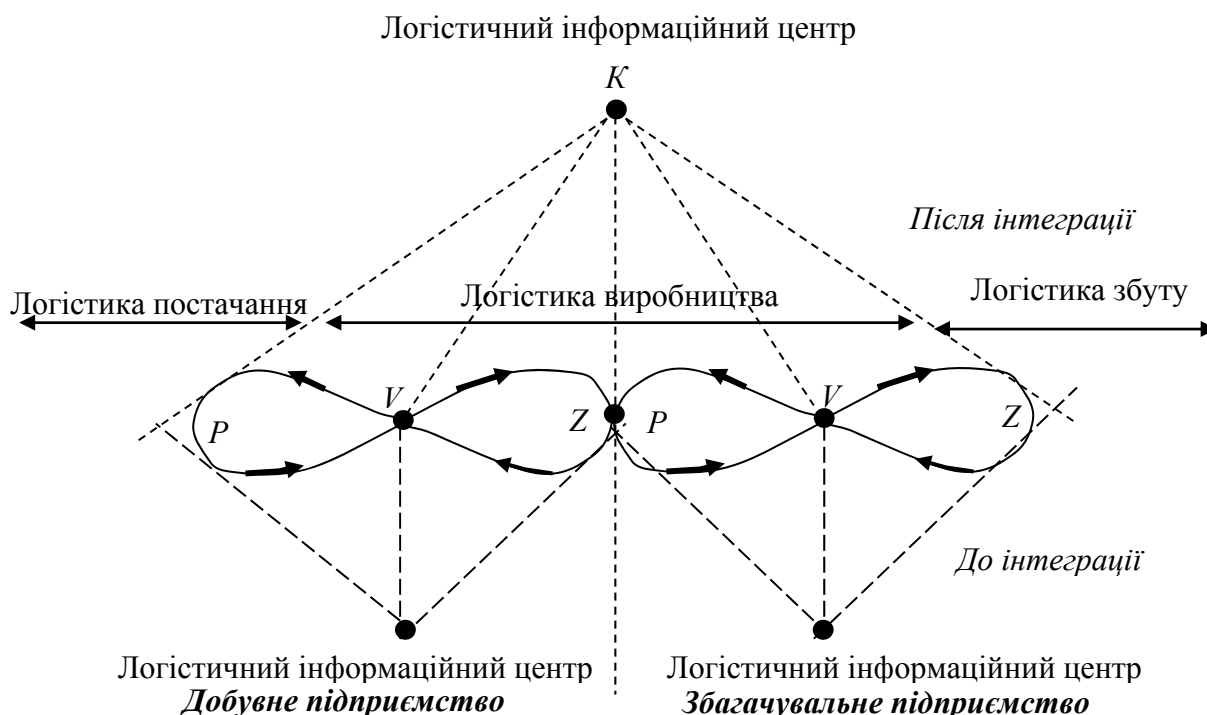 Логістичний інформаційний центр
К
Після інтеграції
Логістика постачання
Логістика виробництва
Логістика збуту
V
V
P
Z
P
Z
До інтеграції
Логістичний інформаційний центр
Логістичний інформаційний центр
Добувне підприємство
Збагачувальне підприємство